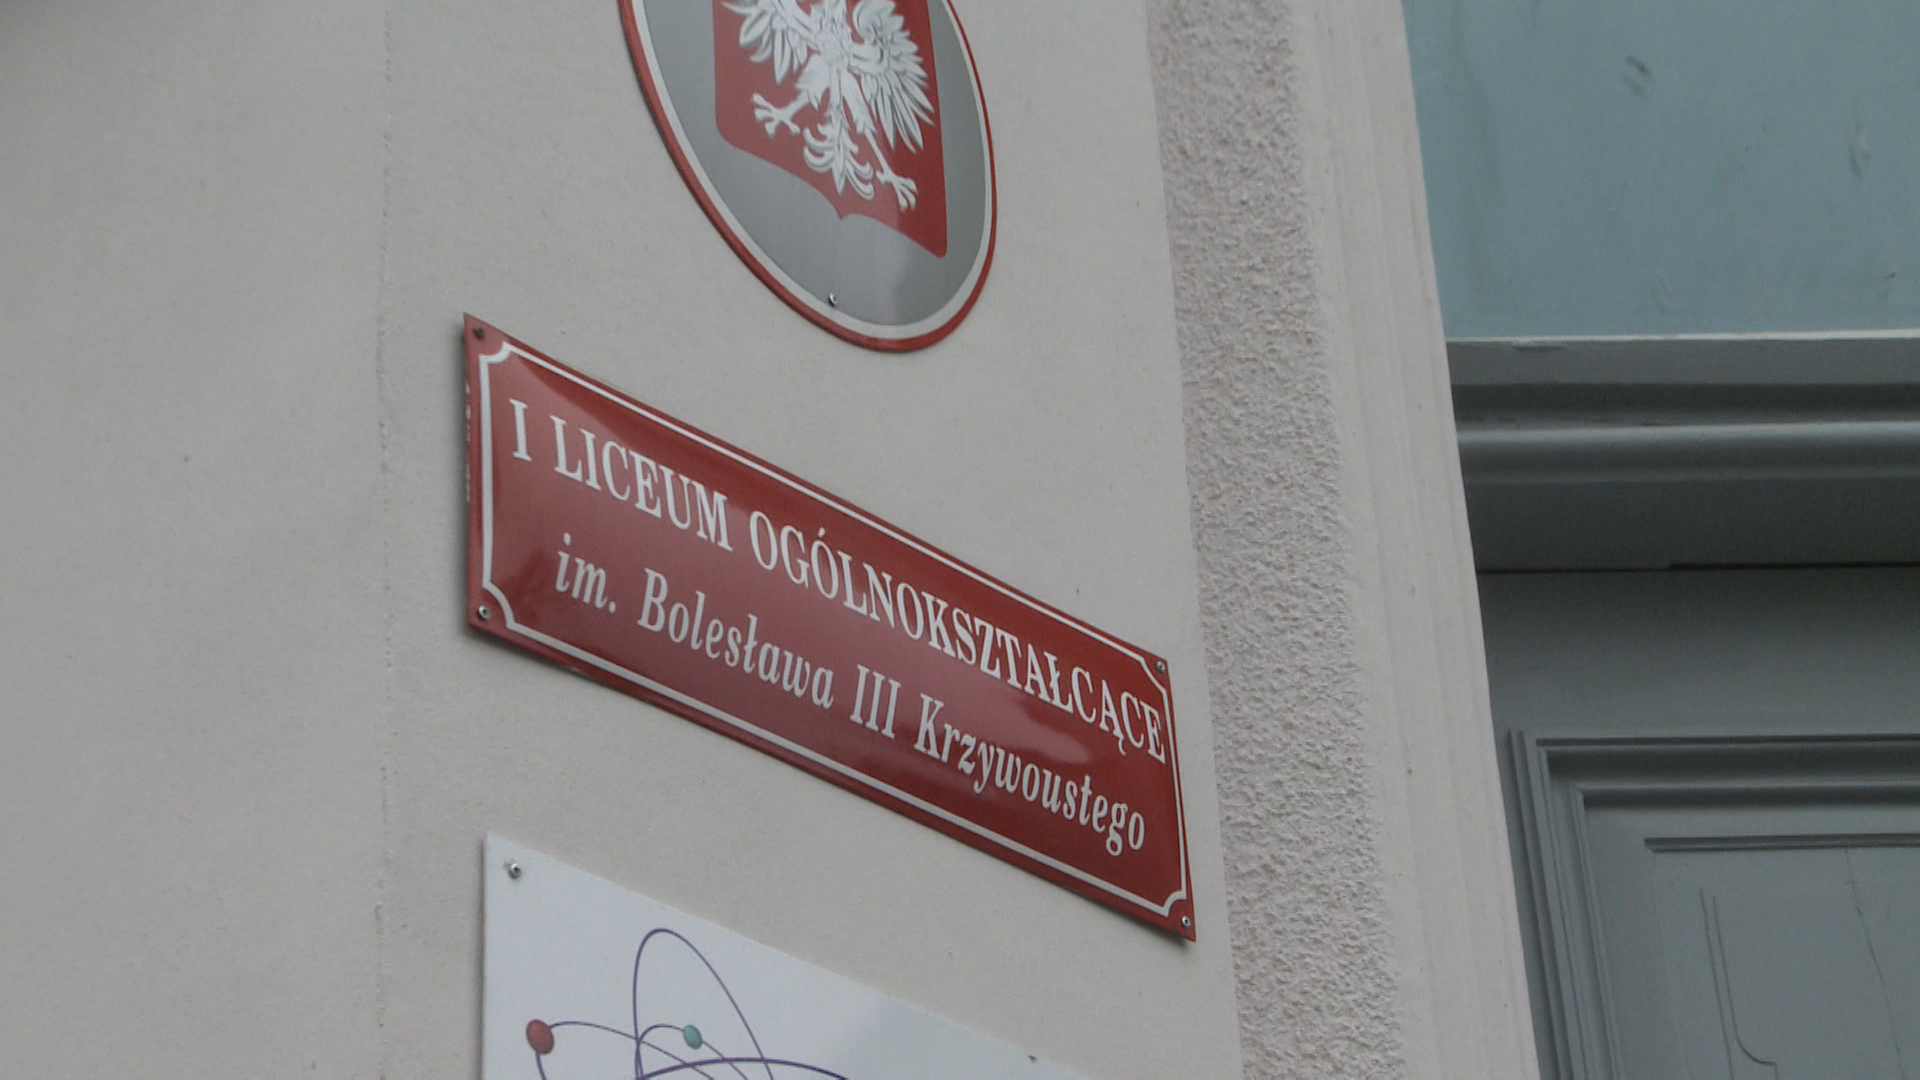 I LICEUM OGÓLNOKSZTAŁCĄCE
im. Bolesława III Krzywoustego